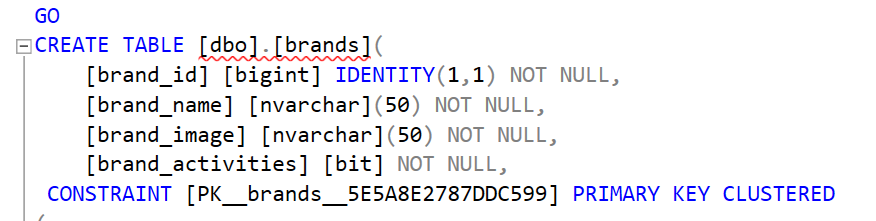 GO
CREATE TABLE [dbo].[brands](
[brand_id] [bigint] IDENTITY(1,1) NOT NULL,
[brand_name] [nvarchar](50) NOT NULL,
[brand_image] [nvarchar](50) NOT NULL,
[brand_activities] [bit] NOT NULL,
CONSTRAINT [PK__brands__5E5A8E2787DDC599] PRIMARY KEY CLUSTERED